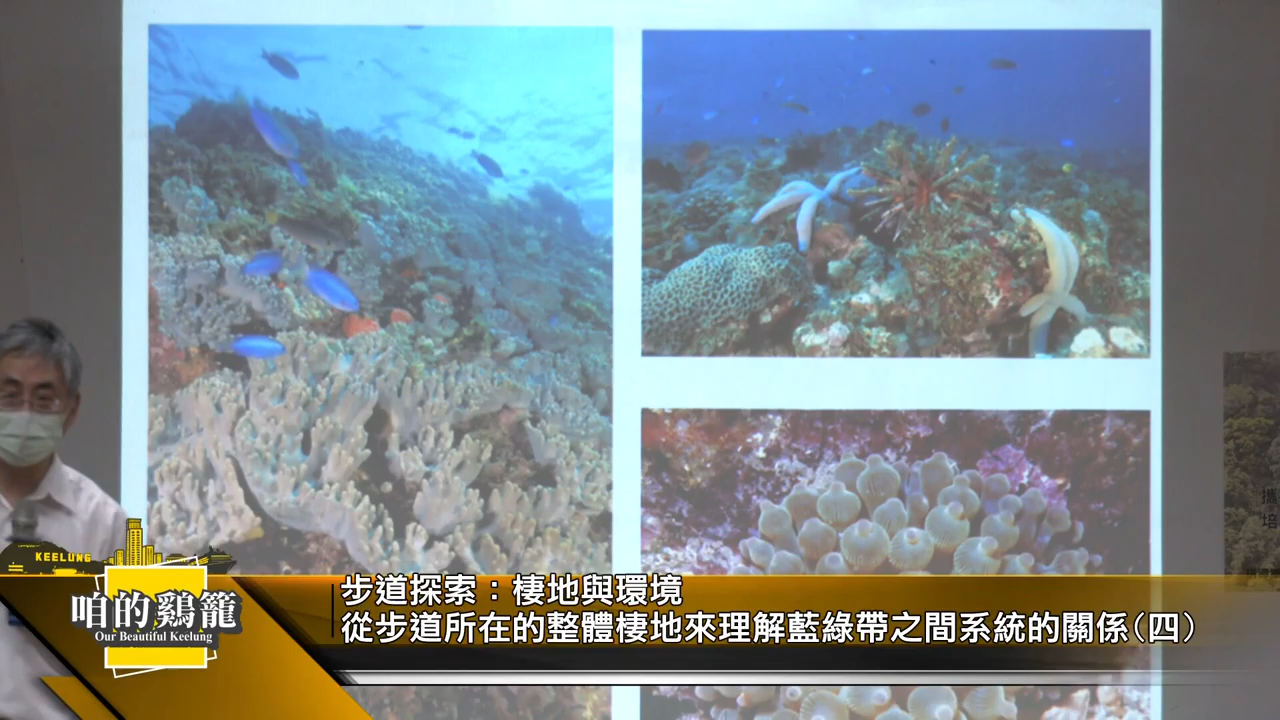 KEELUNG
咱的鷄籠
Our Beautiful Keelung
步道探索：棲地與環境
從步道所在的整體棲地來理解藍綠帶之間系統的關係(四)